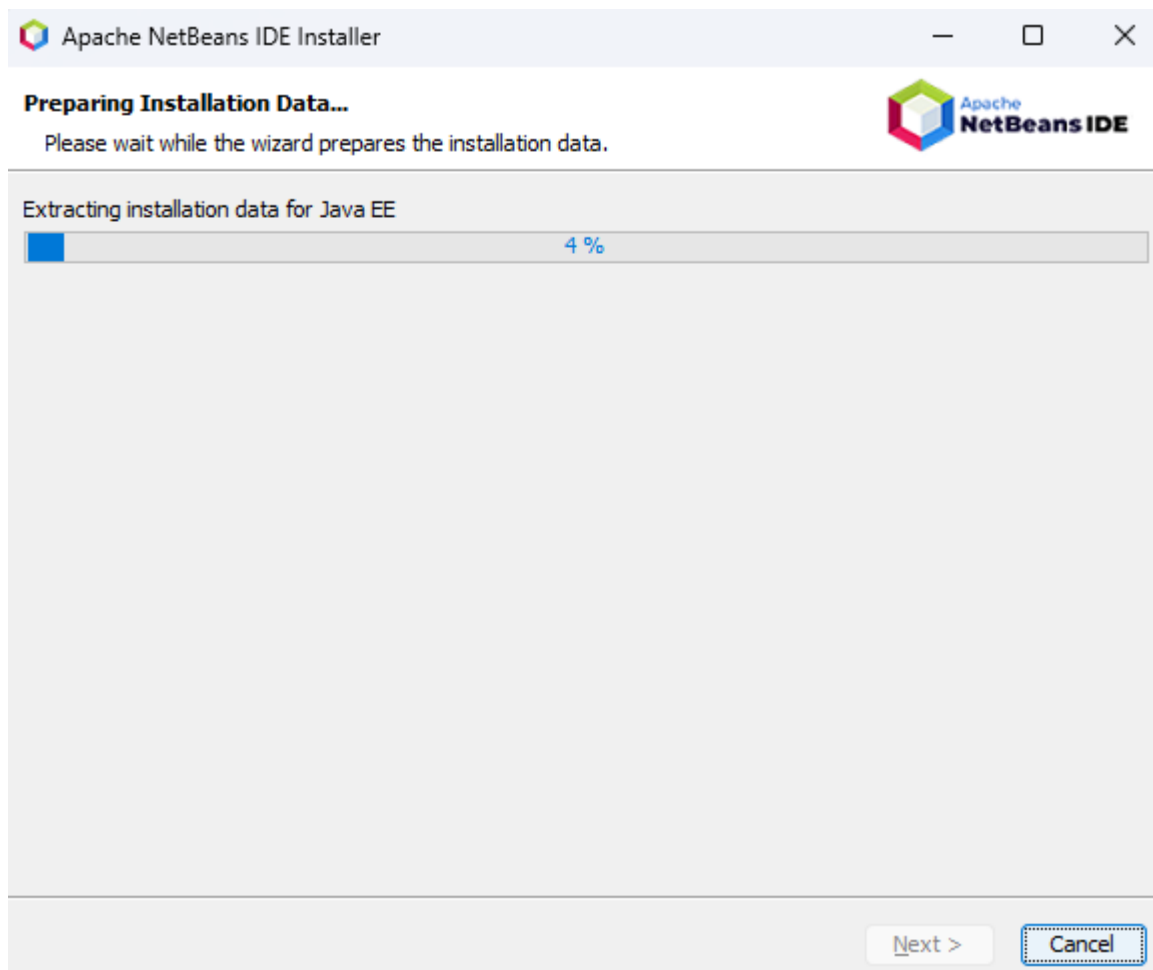 Apache NetBeans IDE Installer
Preparing Installation Data...
Apache
NetBeans IDE
Please wait while the wizard prepares the installation data.
Extracting installation data for Java EE
4 %
Next >
Cancel